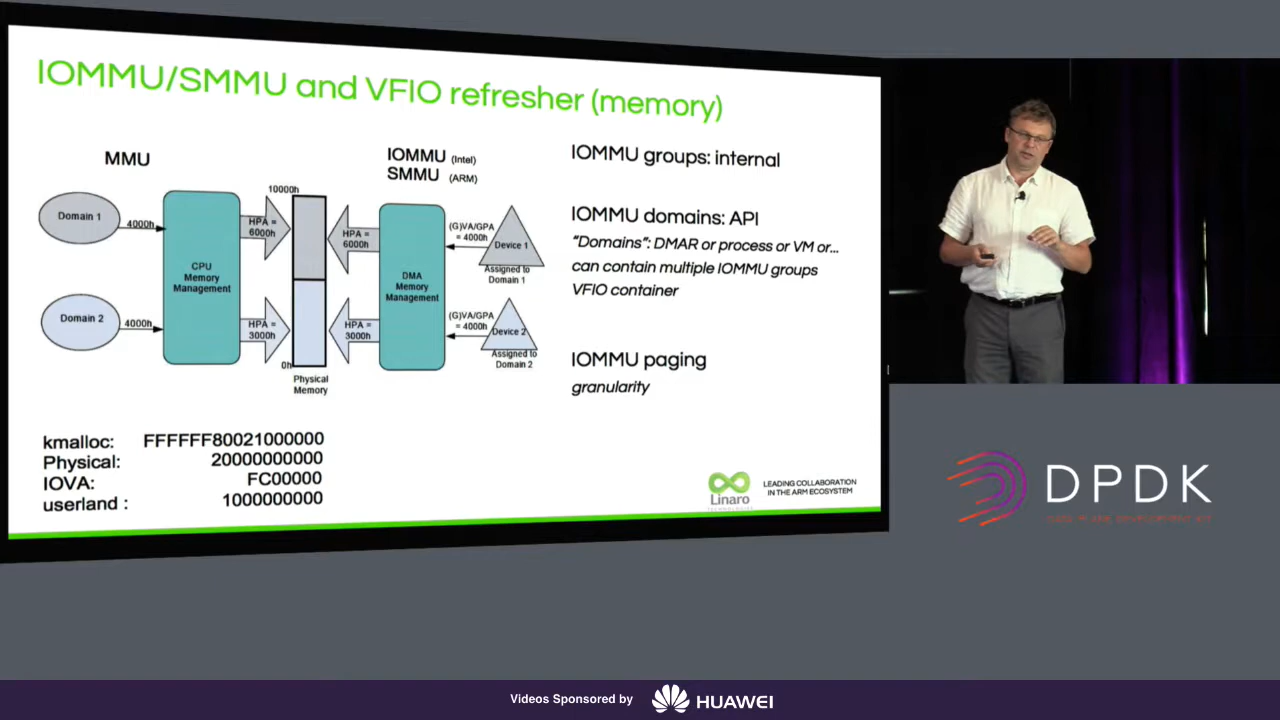 IOMMU/SMMU and VFIO refresher (memory)
MMU
IOMMU (Intel)
SMMU (ARM)
Domain 1
4000h
CPU
Memory
Management
HPA =
6000h
10000h
HPA =
6000h
DMA
Memory
Management
(G)VA/GPA
= 4000h
Device 1
Assigned to
Domain 1
Domain 2
4000h
HPA =
3000h
0h
Physical
Memory
HPA =
3000h
(G)VA/GPA
= 4000h
Device 2
Assigned to
Domain 2
IOMMU groups: internal
IOMMU domains: API
"Domains": DMAR or process or VM or...
can contain multiple IOMMU groups
VFIO container
IOMMU paging
granularity
kmalloc: FFFFFF80021000000
Physical: 20000000000
IOVA: FC00000
userland : 1000000000
Linaro
LEADING COLLABORATION
IN THE ARM ECOSYSTEM
DPDK
Videos Sponsored by
HUAWEI